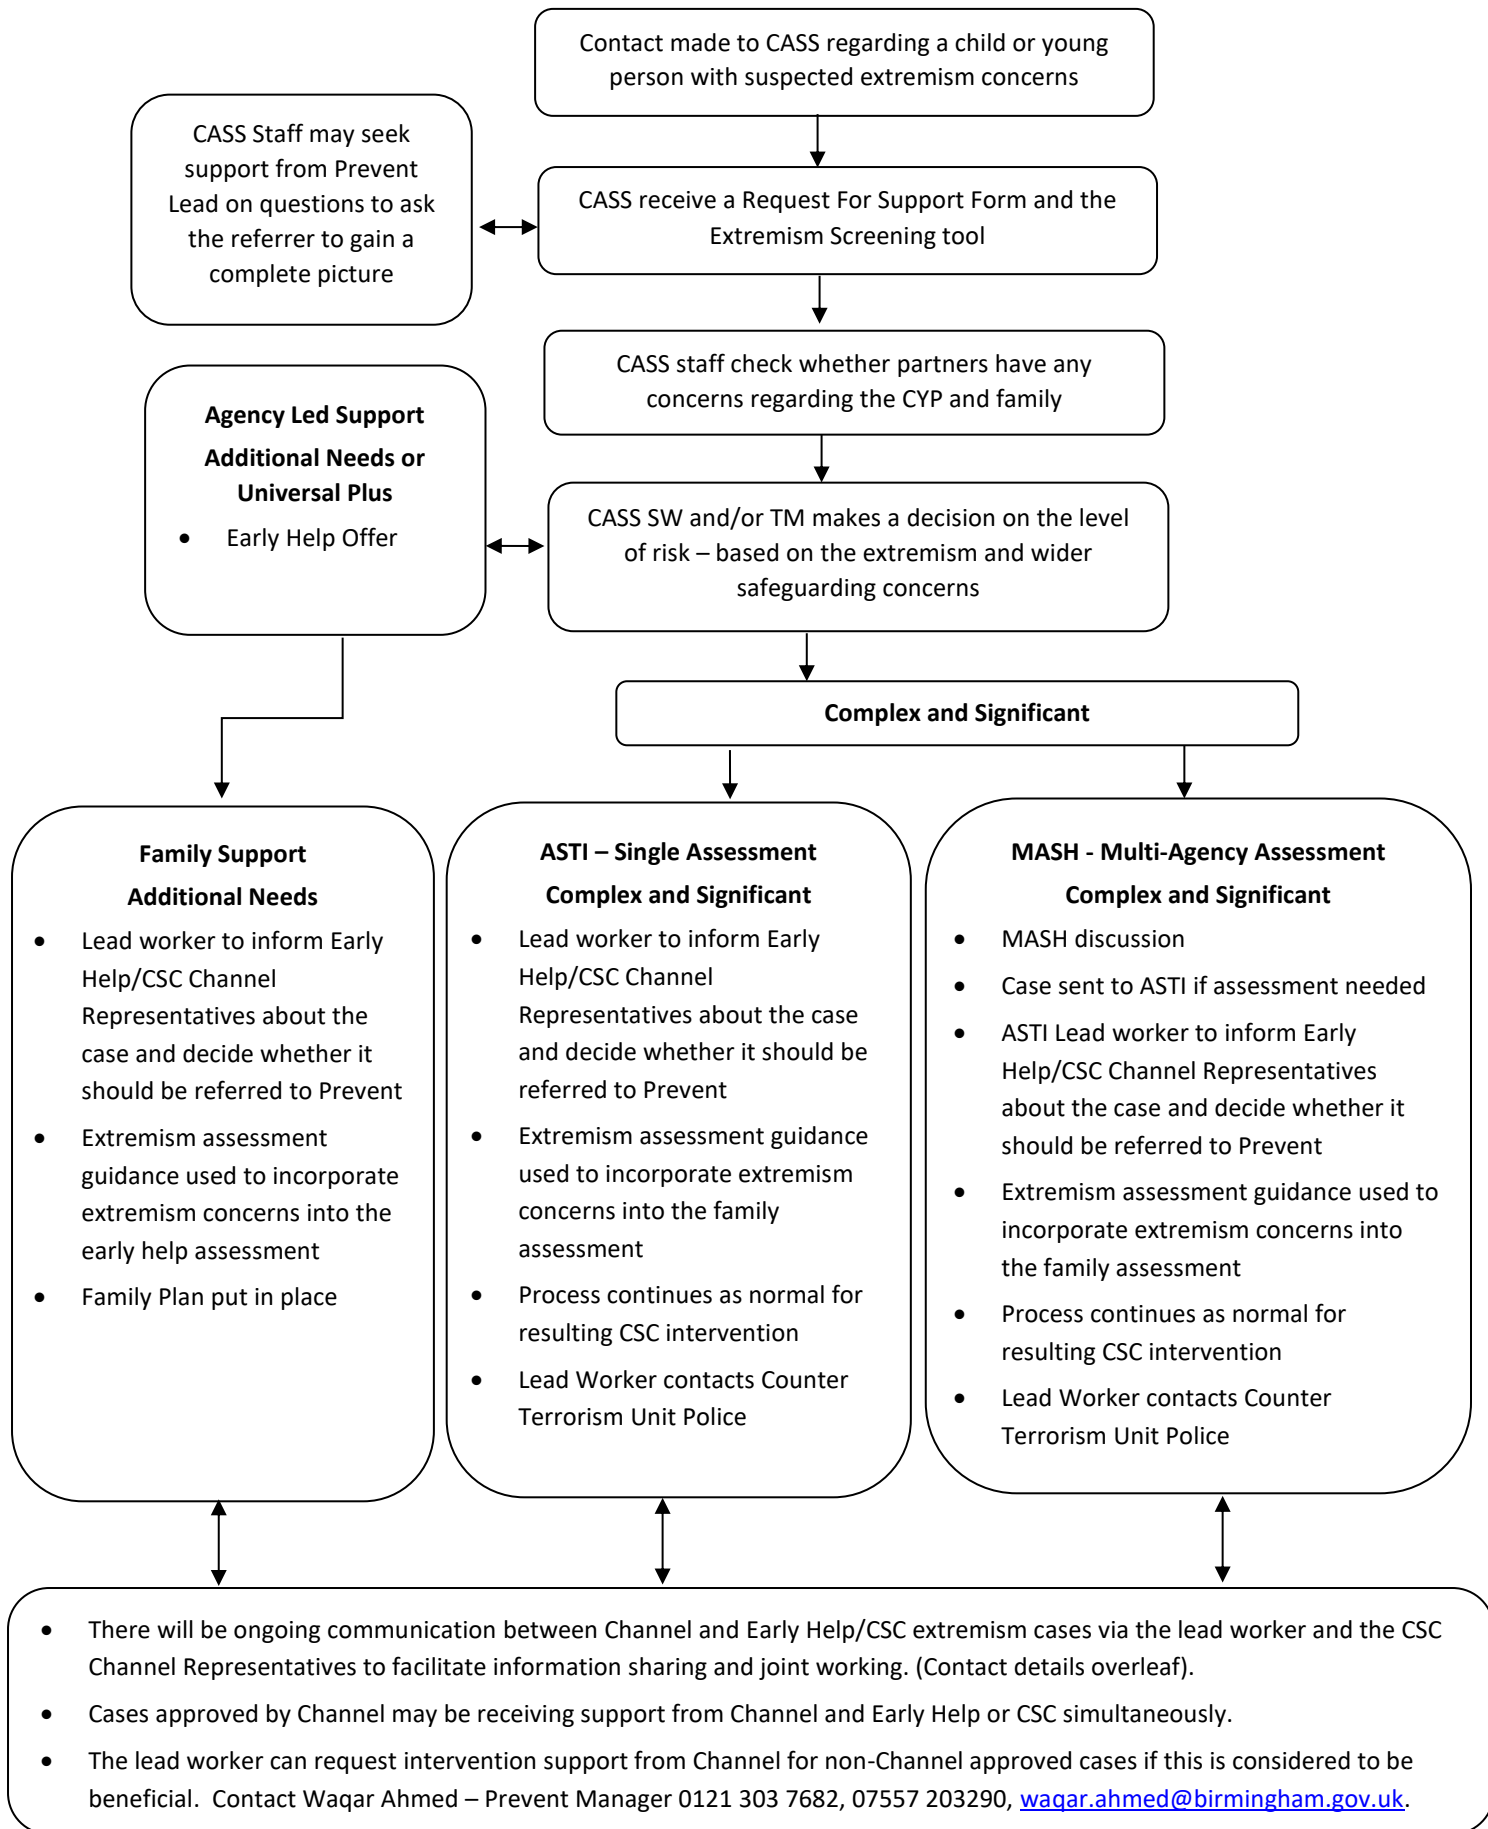 Contact made to CASS regarding a child or young
person with suspected extremism concerns
CASS Staff may seek
support from Prevent
Lead on questions to ask
the referrer to gain a
complete picture
CASS receive a Request For Support Form and the
Extremism Screening tool
CASS staff check whether partners have any
concerns regarding the CYP and family
Agency Led Support
Additional Needs or
Universal Plus
• Early Help Offer
CASS SW and/or TM makes a decision on the level
of risk – based on the extremism and wider
safeguarding concerns
Complex and Significant
Family Support
Additional Needs
• Lead worker to inform Early
Help/CSC Channel
Representatives about the
case and decide whether it
should be referred to Prevent
• Extremism assessment
guidance used to incorporate
extremism concerns into the
early help assessment
• Family Plan put in place
ASTI – Single Assessment
Complex and Significant
• Lead worker to inform Early
Help/CSC Channel
Representatives about the case
and decide whether it should be
referred to Prevent
• Extremism assessment guidance
used to incorporate extremism
concerns into the family
assessment
• Process continues as normal for
resulting CSC intervention
• Lead Worker contacts Counter
Terrorism Unit Police
MASH - Multi-Agency Assessment
Complex and Significant
• MASH discussion
• Case sent to ASTI if assessment needed
• ASTI Lead worker to inform Early
Help/CSC Channel Representatives
about the case and decide whether it
should be referred to Prevent
• Extremism assessment guidance used to
incorporate extremism concerns into
the family assessment
• Process continues as normal for
resulting CSC intervention
• Lead Worker contacts Counter
Terrorism Unit Police
• There will be ongoing communication between Channel and Early Help/CSC extremism cases via the lead worker and the CSC
Channel Representatives to facilitate information sharing and joint working. (Contact details overleaf).
• Cases approved by Channel may be receiving support from Channel and Early Help or CSC simultaneously.
• The lead worker can request intervention support from Channel for non-Channel approved cases if this is considered to be
beneficial. Contact Waqar Ahmed – Prevent Manager 0121 303 7682, 07557 203290, waqar.ahmed@birmingham.gov.uk.